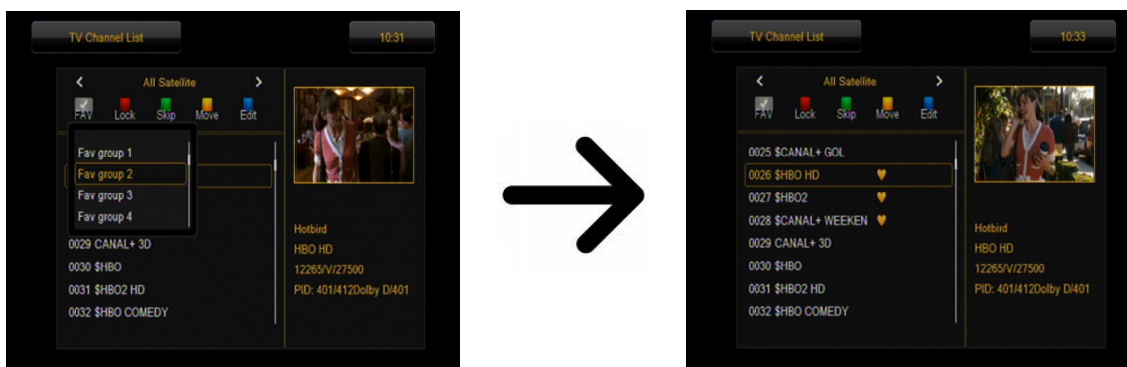 TV Channel List
10:31
All Satellite
FAV Lock Skip Move Edit
Fav group 1
Fav group 2
Fav group 3
Fav group 4
0029 CANAL+ 3D
0030 $HBO
0031 $HBO2 HD
0032 $HBO COMEDY
Hotbird
HBO HD
12265/V/27500
PID: 401/412Dolby D/401
TV Channel List
10:33
All Satellite
FAV Lock Skip Move Edit
0025 $CANAL+ GOL
0026 $HBO HD
0027 $HBO2
0028 $CANAL+ WEEKEN
0029 CANAL+ 3D
0030 $HBO
0031 $HBO2 HD
0032 $HBO COMEDY
Hotbird
HBO HD
12265/V/27500
PID: 401/412Dolby D/401